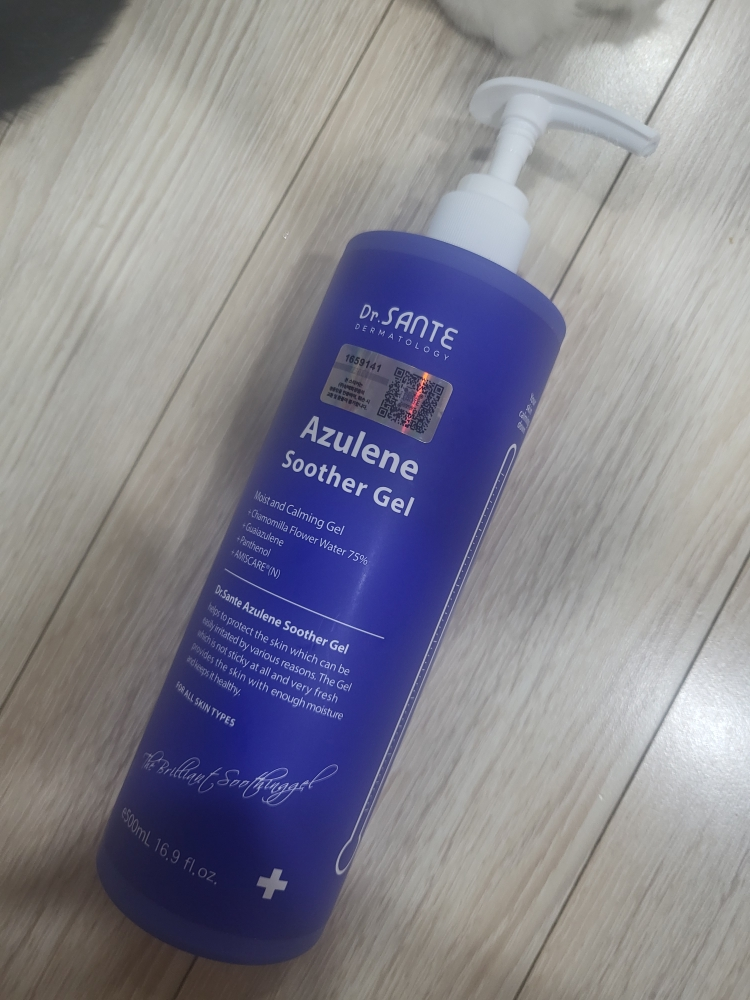 Dr.SANTE
DERMATOLOGY
1659141
Azulene
Soother Gel
Moist and Calming Gel
+ Chamomilla Flower Water 75%
+ Guaiazulene
+ Panthenol
+ AMISCARE®(N)
Dr.Sante Azulene Soother Gel
helps to protect the skin which can be
easily irritated by various reasons. The Gel
which is not sticky at all and very fresh
provides the skin with enough moisture
and keeps it healthy.
FOR ALL SKIN TYPES
The Brilliant Soothinggel
e500mL 16.9 fl.oz.